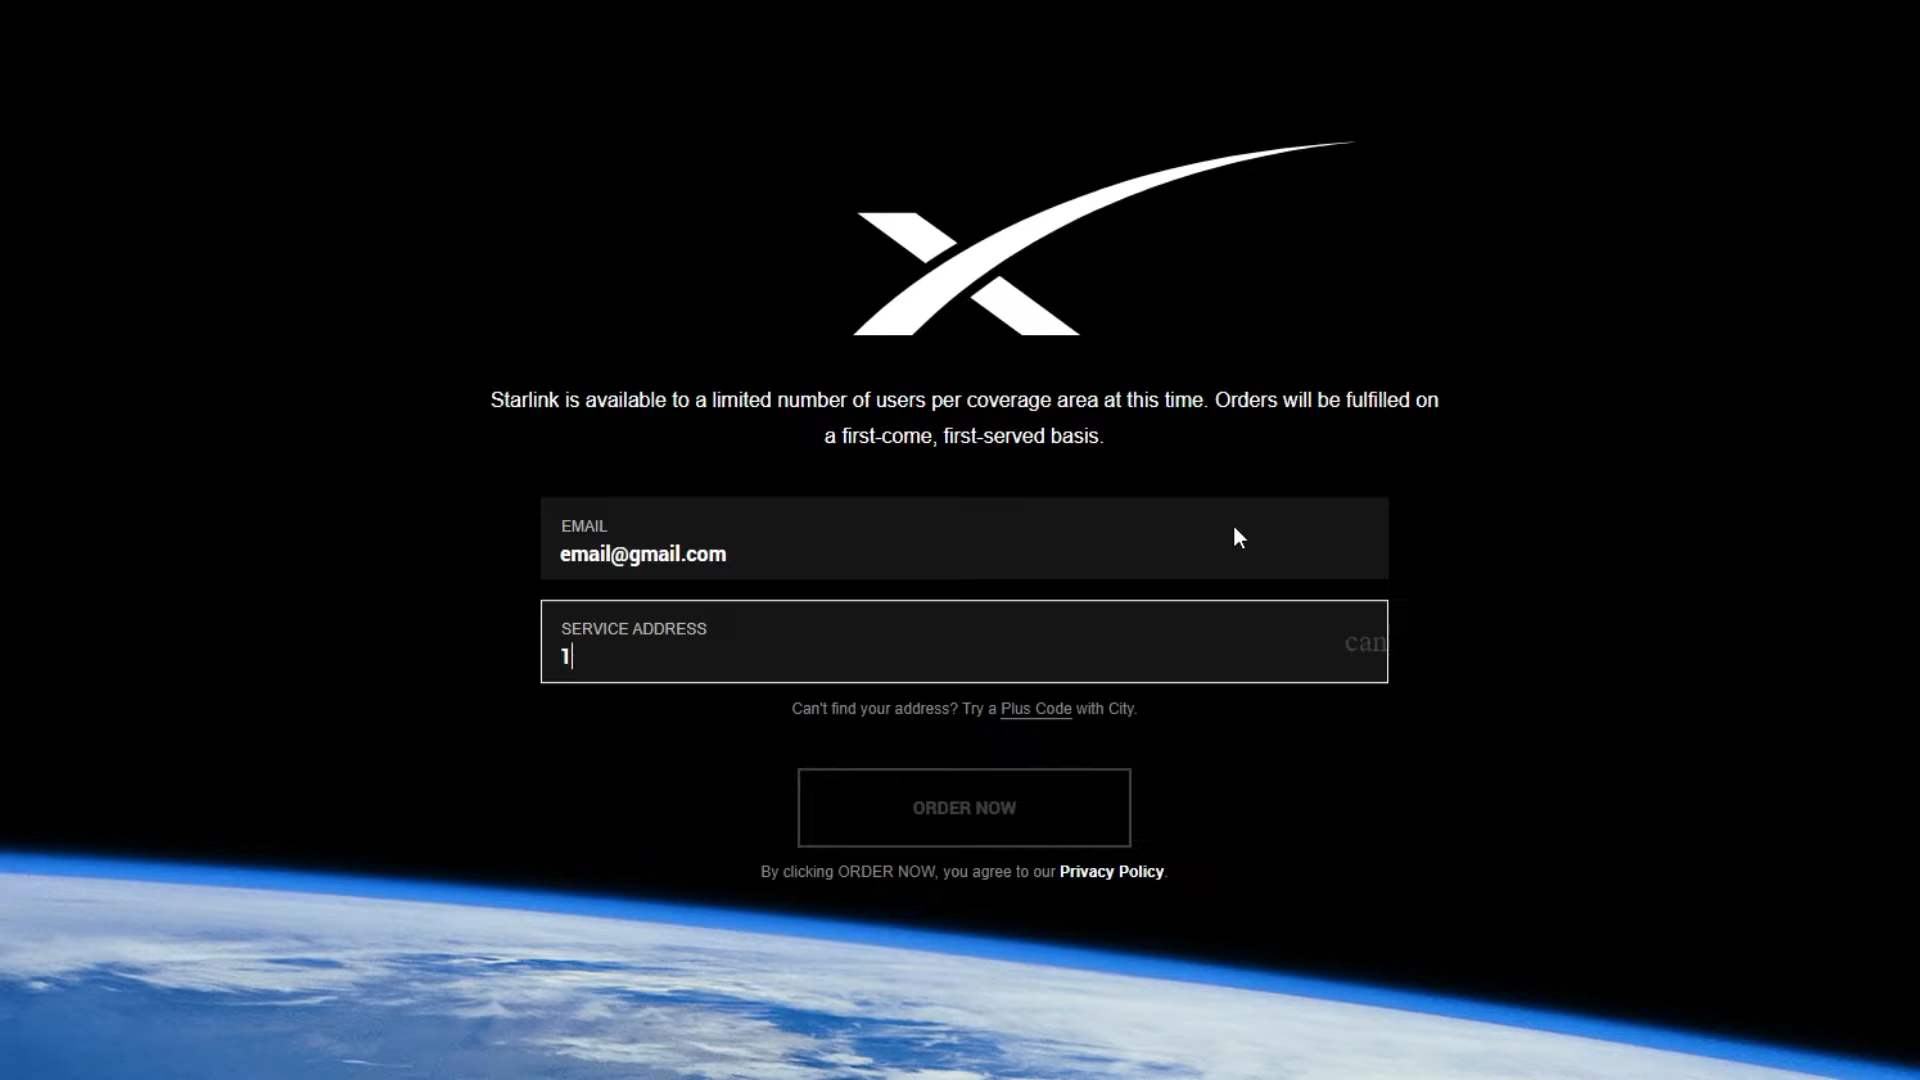 Starlink is available to a limited number of users per coverage area at this time. Orders will be fulfilled on
a first-come, first-served basis.
EMAIL
email@gmail.com
SERVICE ADDRESS
1
can
Can't find your address? Try a Plus Code with City.
ORDER NOW
By clicking ORDER NOW, you agree to our Privacy Policy.